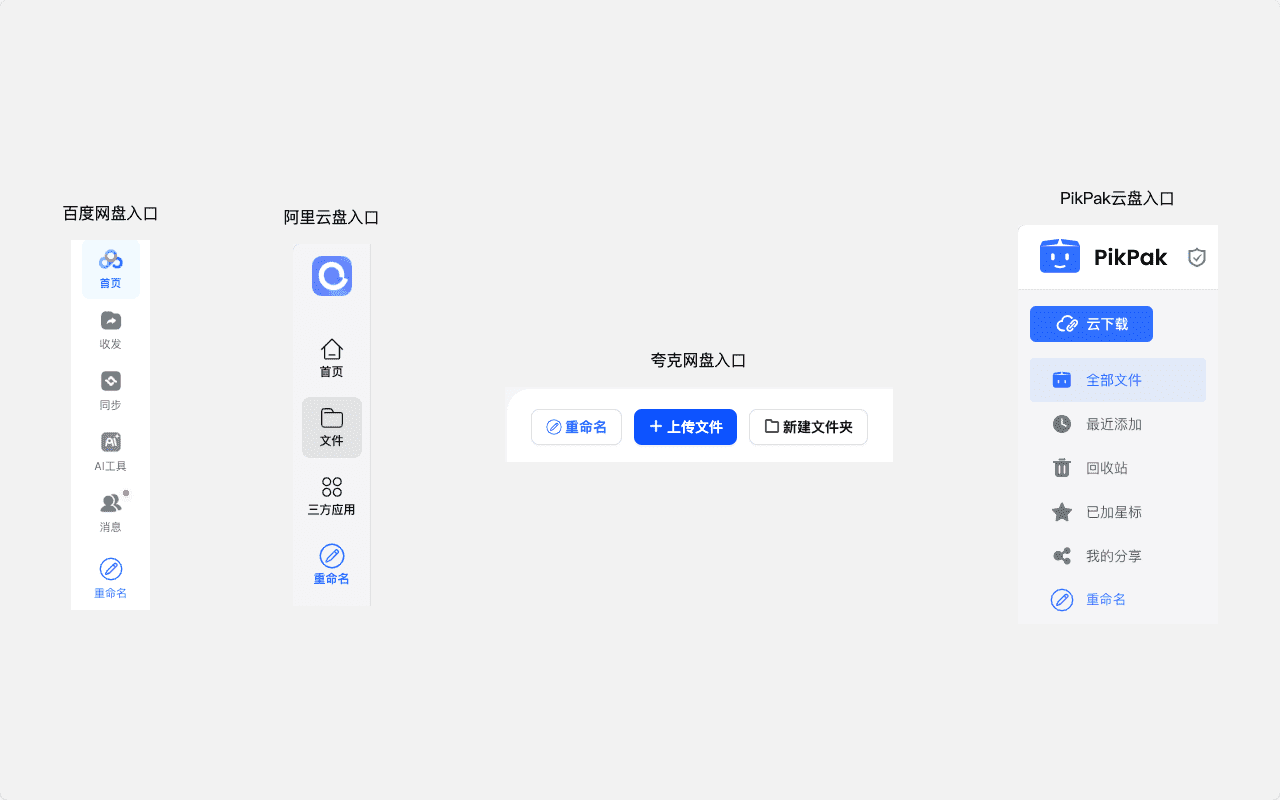 百度网盘入口
首页
收发
同步
AI
AI工具
消息
重命名
阿里云盘入口
首页
文件
三方应用
重命名
夸克网盘入口
重命名
上传文件
新建文件夹
PikPak云盘入口
PikPak
云下载
全部文件
最近添加
回收站
已加星标
我的分享
重命名